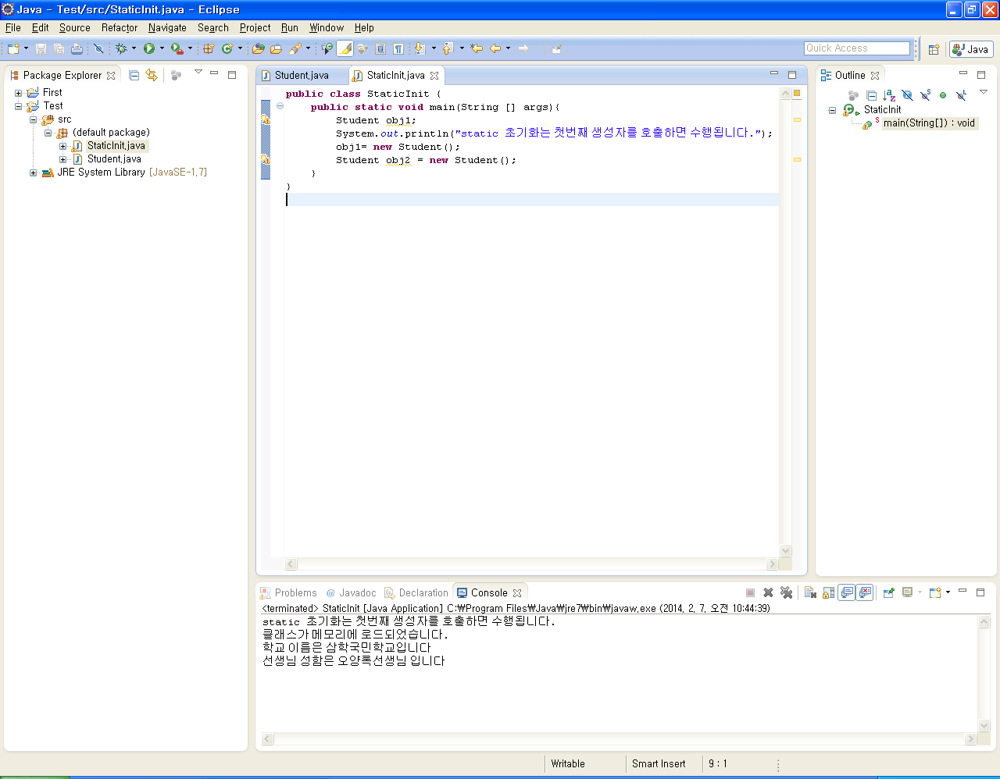 Java - Test/src/StaticInit.java - Eclipse
File Edit Source Refactor Navigate Search Project Run Window Help
Quick Access
Java
Package Explorer
First
Test
src
(default package)
StaticInit.java
Student.java
JRE System Library [JavaSE-1.7]
Student.java StaticInit.java
public class StaticInit {
public static void main(String [] args){
Student obj1;
System.out.println("static 초기화는 첫번째 생성자를 호출하면 수행됩니다.");
obj1= new Student();
Student obj2 = new Student();
}
}
Outline
StaticInit
main(String[]) : void
Problems @ Javadoc Declaration Console
<terminated> StaticInit [Java Application] C:₩Program Files₩Java₩jre7₩bin₩javaw.exe (2014. 2. 7. 오전 10:44:39)
static 초기화는 첫번째 생성자를 호출하면 수행됩니다.
클래스가 메모리에 로드되었습니다.
학교 이름은 삼학국민학교입니다
선생님 성함은 오양록선생님 입니다
Writable Smart Insert 9 : 1